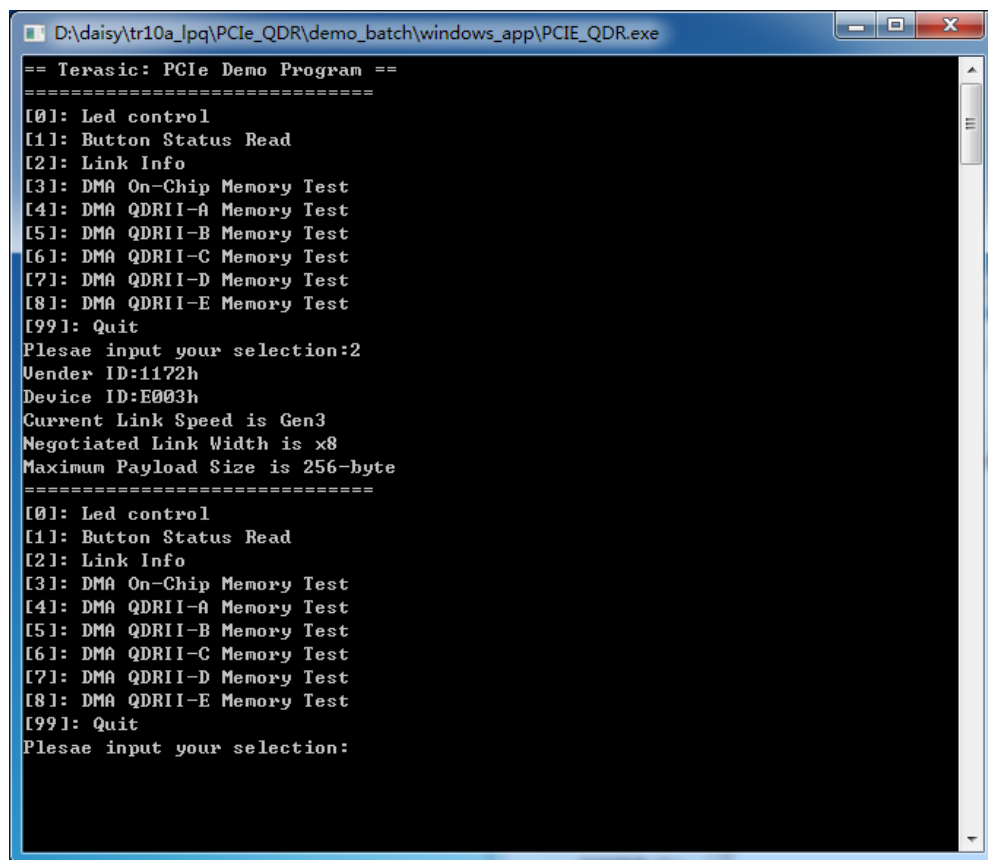 D:\daisy\tr10a_lpq\PCIe_QDR\demo_batch\windows_app\PCIE_QDR.exe
== Terasic: PCIe Demo Program ==
==============================
[0]: Led control
[1]: Button Status Read
[2]: Link Info
[3]: DMA On-Chip Memory Test
[4]: DMA QDRII-A Memory Test
[5]: DMA QDRII-B Memory Test
[6]: DMA QDRII-C Memory Test
[7]: DMA QDRII-D Memory Test
[8]: DMA QDRII-E Memory Test
[99]: Quit
Plesae input your selection:2
Vender ID:1172h
Device ID:E003h
Current Link Speed is Gen3
Negotiated Link Width is x8
Maximum Payload Size is 256-byte
==============================
[0]: Led control
[1]: Button Status Read
[2]: Link Info
[3]: DMA On-Chip Memory Test
[4]: DMA QDRII-A Memory Test
[5]: DMA QDRII-B Memory Test
[6]: DMA QDRII-C Memory Test
[7]: DMA QDRII-D Memory Test
[8]: DMA QDRII-E Memory Test
[99]: Quit
Plesae input your selection: